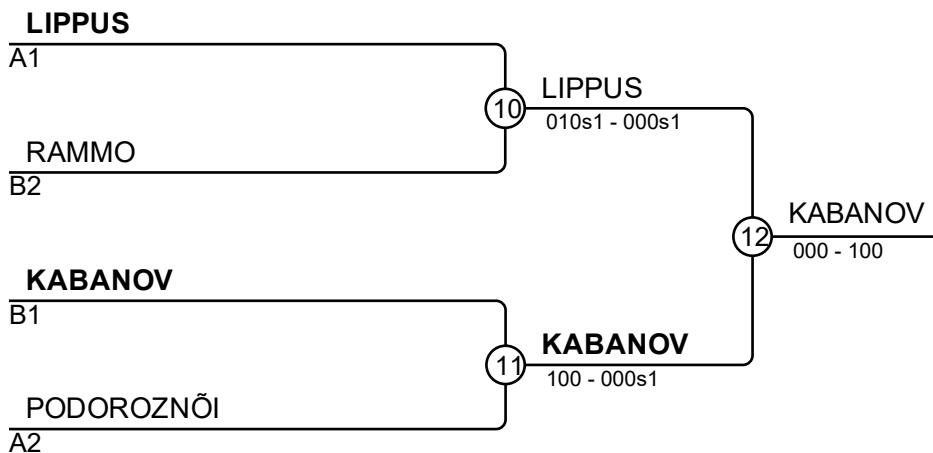 LIPPUS
A1
10
LIPPUS
010s1 - 000s1
RAMMO
B2
12
KABANOV
000 - 100
KABANOV
B1
11
KABANOV
100 - 000s1
PODOROZNÕI
A2